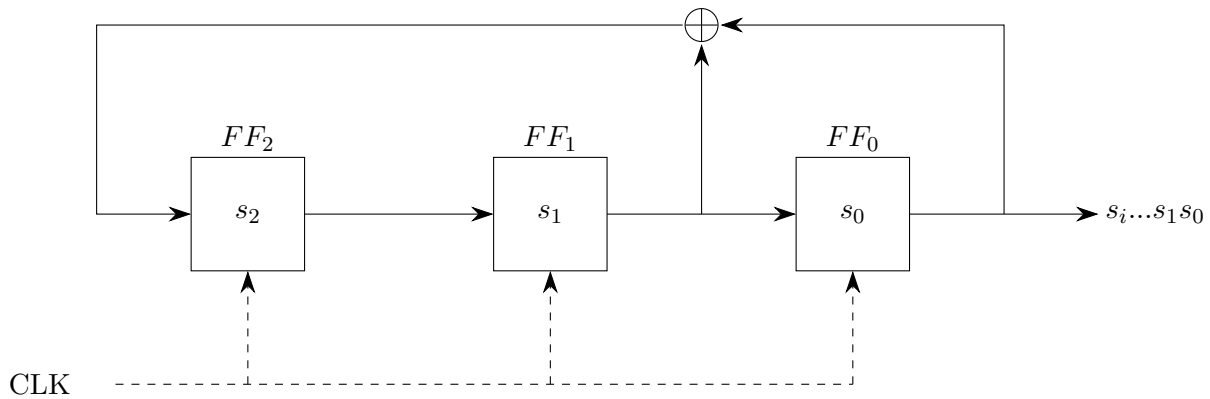 FF₂ FF₁ FF₀
s₂ s₁ s₀ sᵢ...s₁s₀
CLK